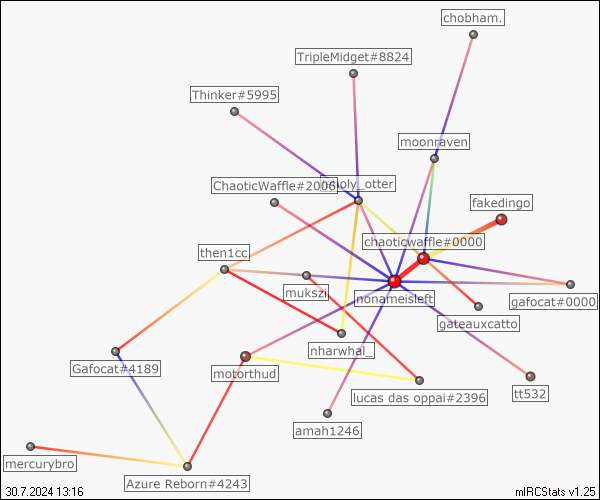 chobham.
TripleMidget#8824
Thinker#5995
moonraven
ChaoticWaffle#2006
holy_otter
fakedingo
chaoticwaffle#0000
then1cc
mukszi
nonameisleft
gafocat#0000
gateauxcatto
nharwhal_
Gafocat#4189
motorthud
lucas das oppai#2396
tt532
amah1246
mercurybro
Azure Reborn#4243
30.7.2024 13:16
mIRCStats v1.25